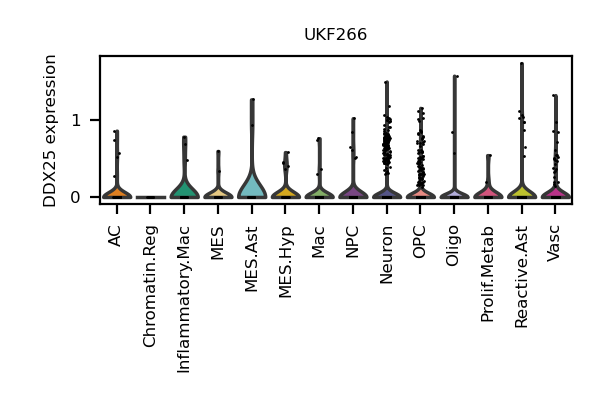 UKF266
DDX25 expression
1
0
AC
Chromatin.Reg
Inflammatory.Mac
MES
MES.Ast
MES.Hyp
Mac
NPC
Neuron
OPC
Oligo
Prolif.Metab
Reactive.Ast
Vasc